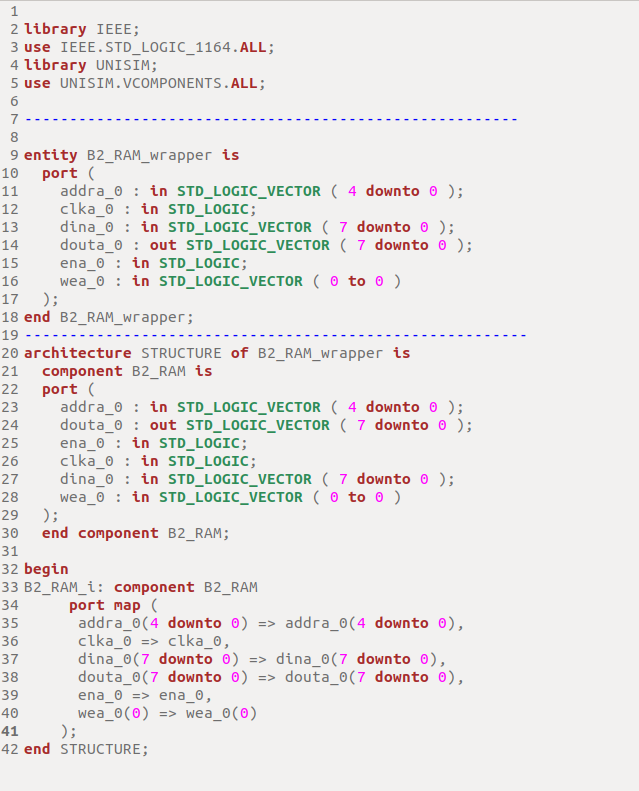 1
2 library IEEE;
3 use IEEE.STD_LOGIC_1164.ALL;
4 library UNISIM;
5 use UNISIM.VCOMPONENTS.ALL;
6
7 -------------------------------------------------------
8
9 entity B2_RAM_wrapper is
10   port (
11     addra_0 : in STD_LOGIC_VECTOR ( 4 downto 0 );
12     clka_0 : in STD_LOGIC;
13     dina_0 : in STD_LOGIC_VECTOR ( 7 downto 0 );
14     douta_0 : out STD_LOGIC_VECTOR ( 7 downto 0 );
15     ena_0 : in STD_LOGIC;
16     wea_0 : in STD_LOGIC_VECTOR ( 0 to 0 )
17   );
18 end B2_RAM_wrapper;
19 --------------------------------------------------------
20 architecture STRUCTURE of B2_RAM_wrapper is
21   component B2_RAM is
22   port (
23     addra_0 : in STD_LOGIC_VECTOR ( 4 downto 0 );
24     douta_0 : out STD_LOGIC_VECTOR ( 7 downto 0 );
25     ena_0 : in STD_LOGIC;
26     clka_0 : in STD_LOGIC;
27     dina_0 : in STD_LOGIC_VECTOR ( 7 downto 0 );
28     wea_0 : in STD_LOGIC_VECTOR ( 0 to 0 )
29   );
30   end component B2_RAM;
31
32 begin
33 B2_RAM_i: component B2_RAM
34      port map (
35       addra_0(4 downto 0) => addra_0(4 downto 0),
36       clka_0 => clka_0,
37       dina_0(7 downto 0) => dina_0(7 downto 0),
38       douta_0(7 downto 0) => douta_0(7 downto 0),
39       ena_0 => ena_0,
40       wea_0(0) => wea_0(0)
41     );
42 end STRUCTURE;